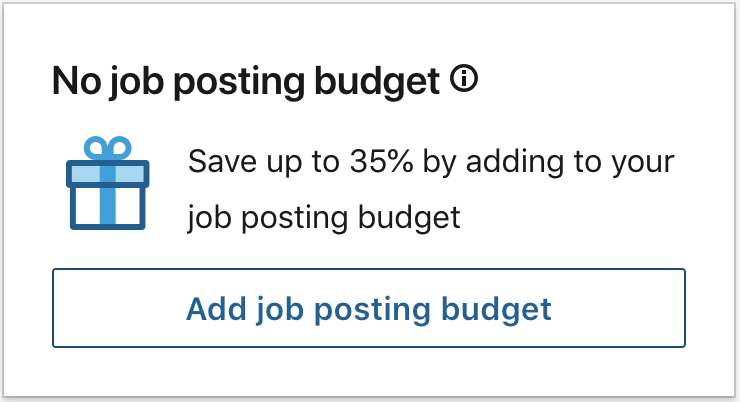 No job posting budget
Save up to 35% by adding to your
job posting budget
Add job posting budget